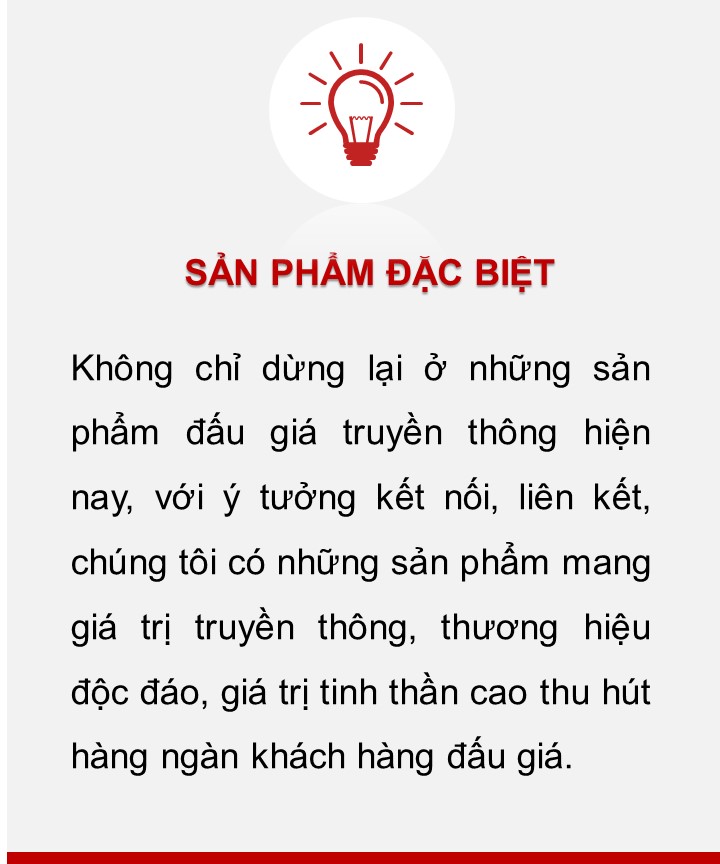 SẢN PHẨM ĐẶC BIỆT
Không chỉ dừng lại ở những sản
phẩm đấu giá truyền thông hiện
nay, với ý tưởng kết nối, liên kết,
chúng tôi có những sản phẩm mang
giá trị truyền thông, thương hiệu
độc đáo, giá trị tinh thần cao thu hút
hàng ngàn khách hàng đấu giá.